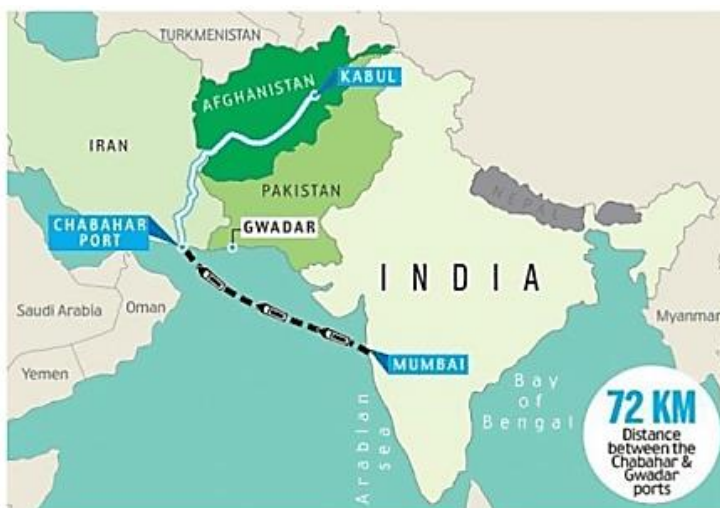 TURKMENISTAN
AFGHANISTAN
KABUL
IRAN
PAKISTAN
CHABAHAR
PORT
GWADAR
NEPAL
INDIA
Saudi Arabia
Oman
Myanmar
Yemen
MUMBAI
Arabian
sea
Bay
of
Bengal
72 KM
Distance
between the
Chabahar &
Gwadar
ports